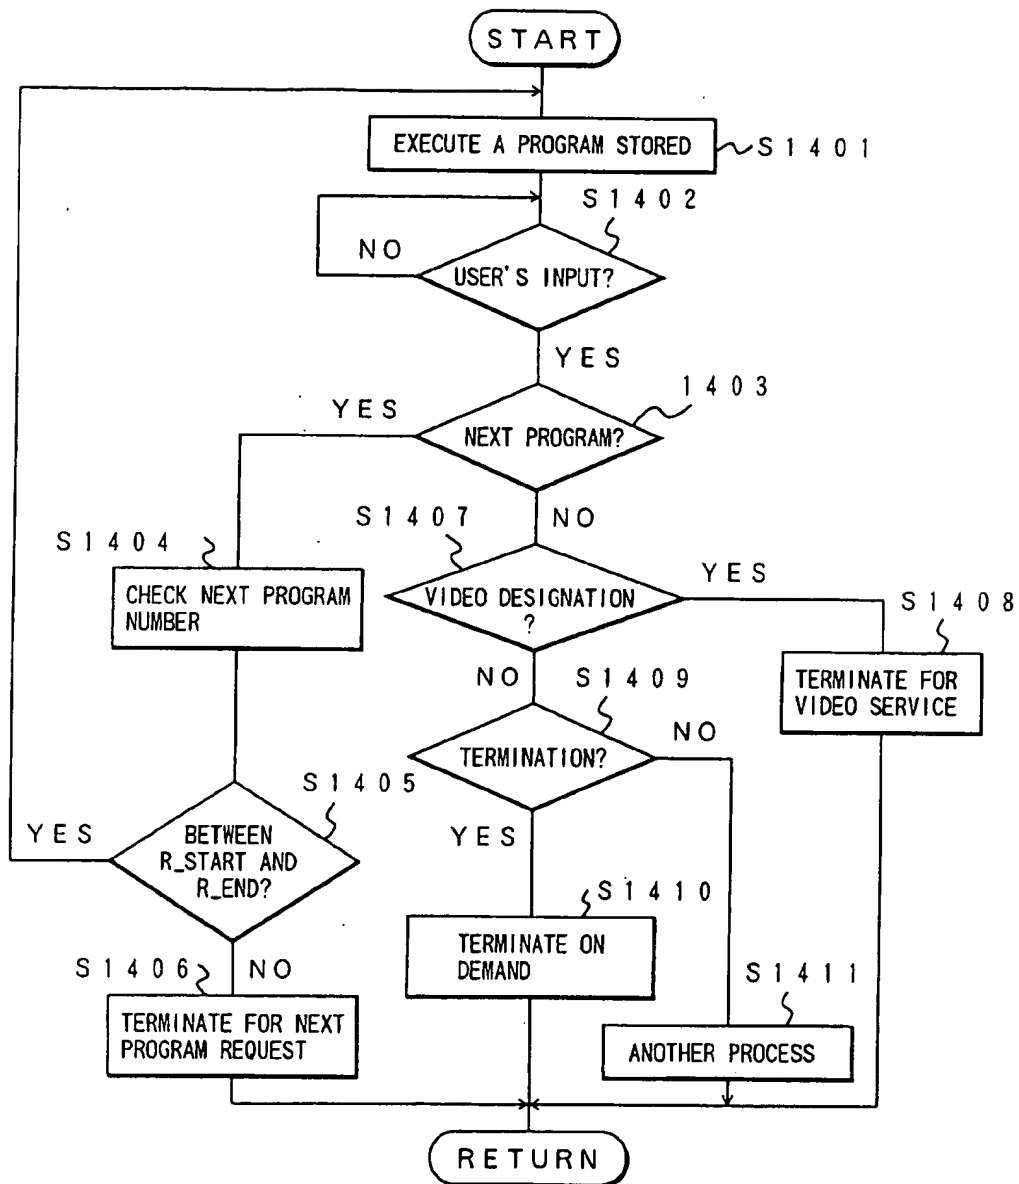 START
EXECUTE A PROGRAM STORED
S1401
S1402
NO
USER'S INPUT?
YES
1403
YES
NEXT PROGRAM?
S1407
NO
S1404
YES
CHECK NEXT PROGRAM
NUMBER
VIDEO DESIGNATION
?
S1408
NO
S1409
TERMINATE FOR
VIDEO SERVICE
NO
TERMINATION?
S1405
YES
BETWEEN
R_START AND
R_END?
YES
S1410
S1406
NO
TERMINATE ON
DEMAND
S1411
TERMINATE FOR NEXT
PROGRAM REQUEST
ANOTHER PROCESS
RETURN